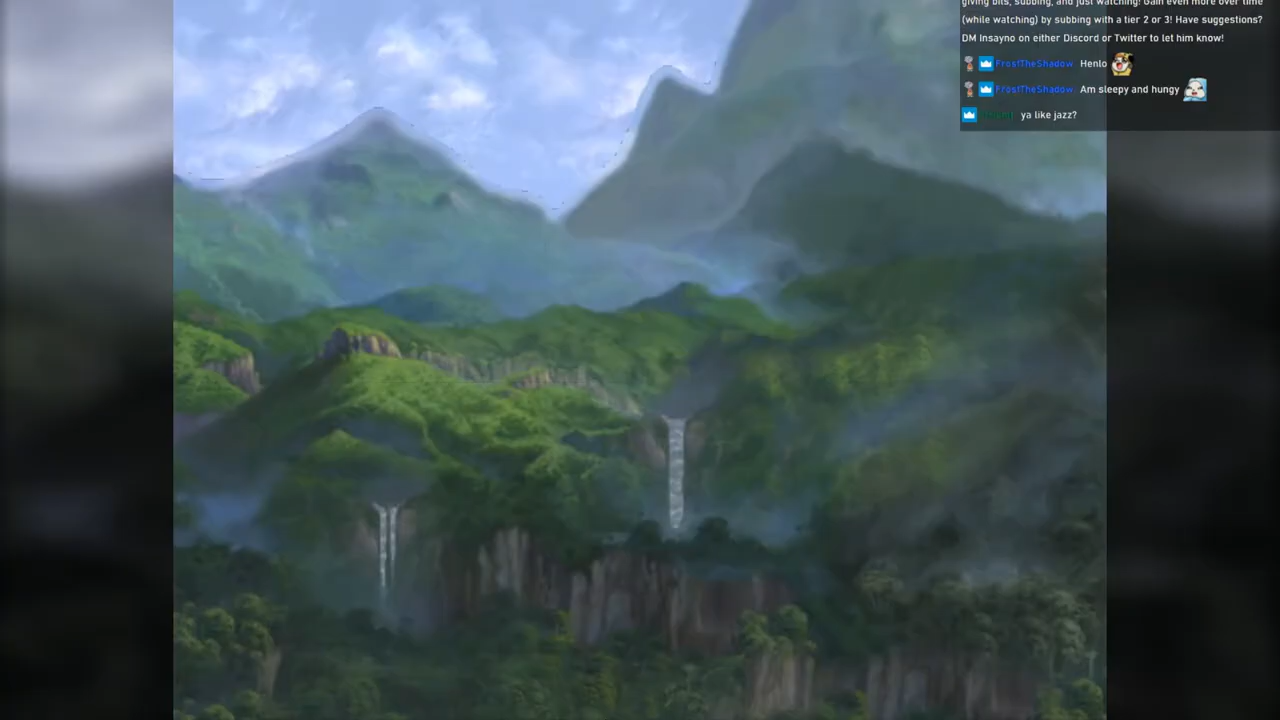 giving bits, subbing, and just watching! Gain even more over time
(while watching) by subbing with a tier 2 or 3! Have suggestions?
DM Insayno on either Discord or Twitter to let him know!
FrostTheShadow Henlo
FrostTheShadow Am sleepy and hungy
ya like jazz?